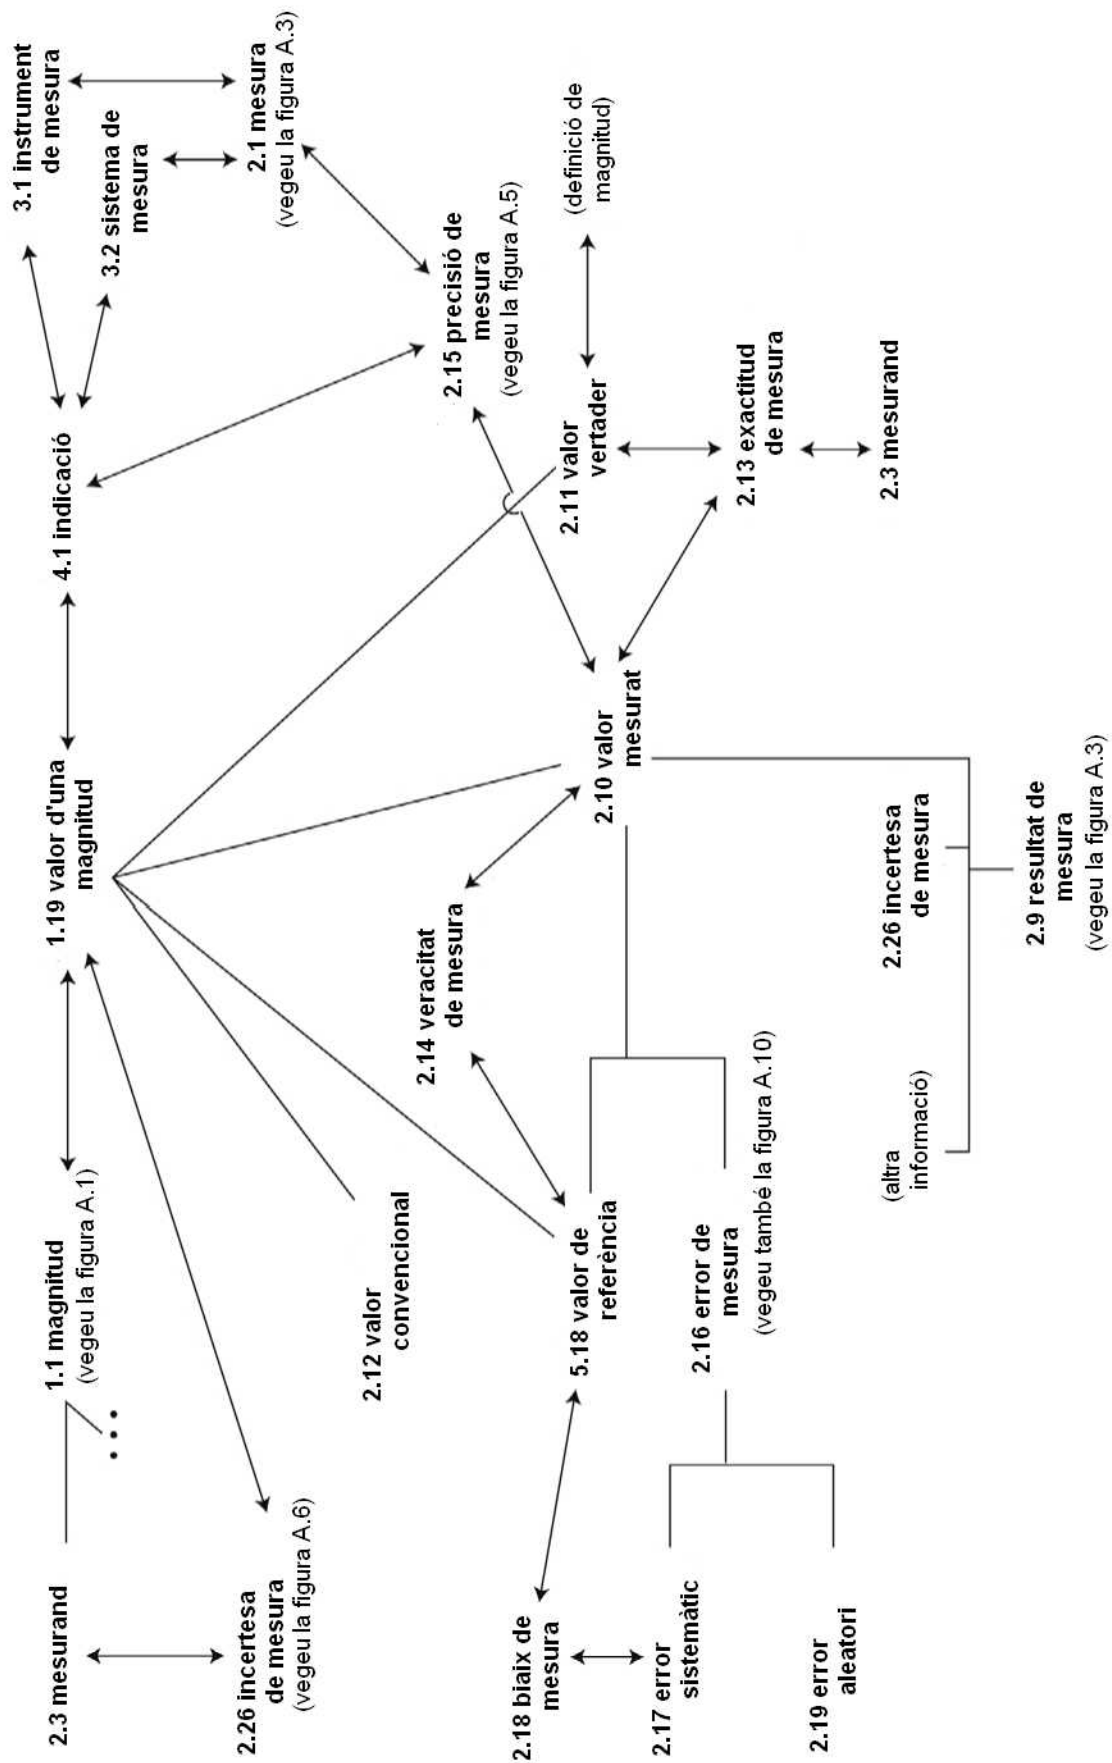 2.3 mesurand
1.1 magnitud
(vegeu la figura A.1)
1.19 valor d'una
magnitud
4.1 indicació
3.1 instrument
de mesura
3.2 sistema de
mesura
2.26 incertesa
de mesura
(vegeu la figura A.6)
2.1 mesura
(vegeu la figura A.3)
2.12 valor
convencional
2.14 veracitat
de mesura
2.15 precisió de
mesura
(vegeu la figura A.5)
2.18 biaix de
mesura
5.18 valor de
referència
2.10 valor
mesurat
2.11 valor
vertader
(definició de
magnitud)
2.17 error
sistemàtic
2.16 error de
mesura
(vegeu també la figura A.10)
2.13 exactitud
de mesura
2.19 error
aleatori
(altra
informació)
2.26 incertesa
de mesura
2.3 mesurand
2.9 resultat de
mesura
(vegeu la figura A.3)